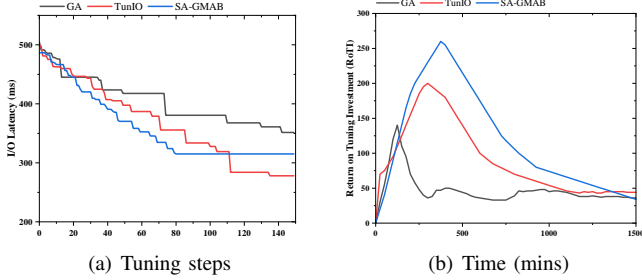 GA TunIO SA-GMAB
I/O Latency (ms)
500
400
300
200
0 20 40 60 80 100 120 140
(a) Tuning steps
GA TunIO SA-GMAB
Return on Tuning Investment (RoTI)
300
250
200
150
100
50
0
0 500 1000 1500
(b) Time (mins)